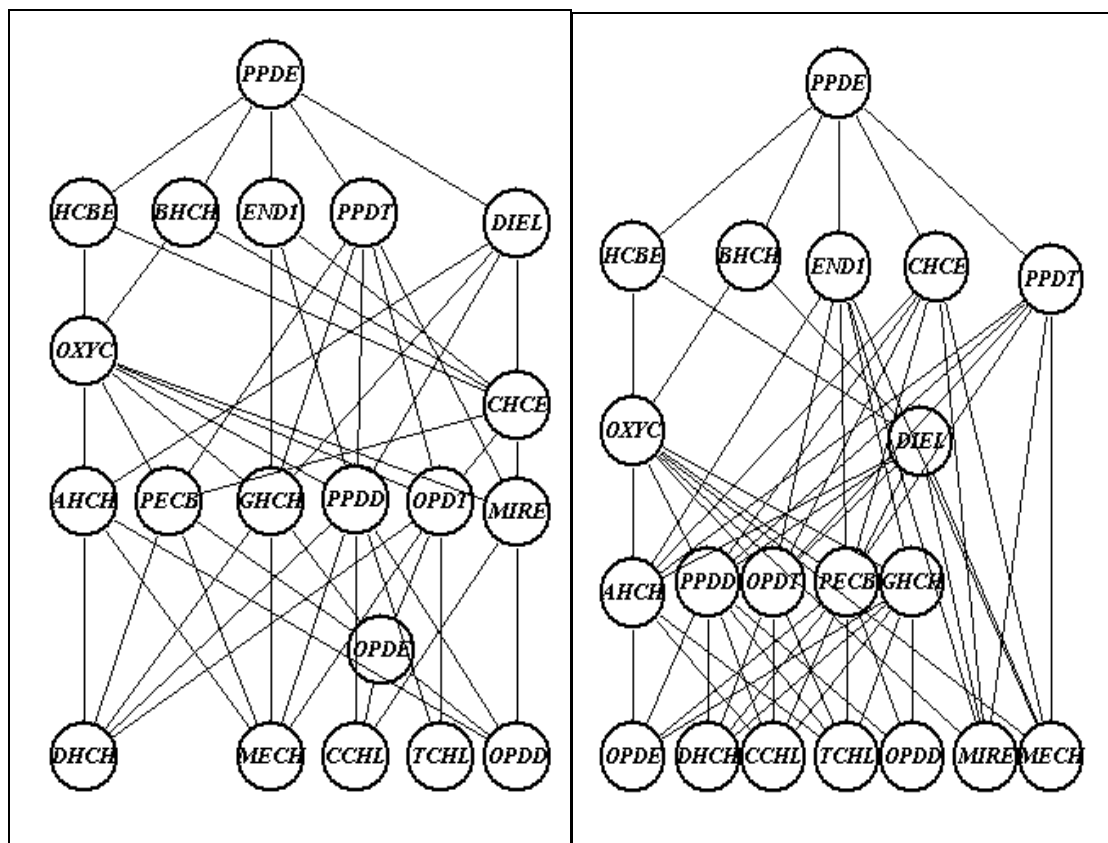 PPDE
HCBE BHCH END1 PPDT DIEL
OXYC
CHCE
AHCH PECB GHCH PPDD OPDT MIRE
OPDE
DHCH MECH CCHL TCHL OPDD
PPDE
HCBE BHCH END1 CHCE PPDT
OXYC DIEL
AHCH PPDD OPDT PECB GHCH
OPDE DHCH CCHL TCHL OPDD MIRE MECH